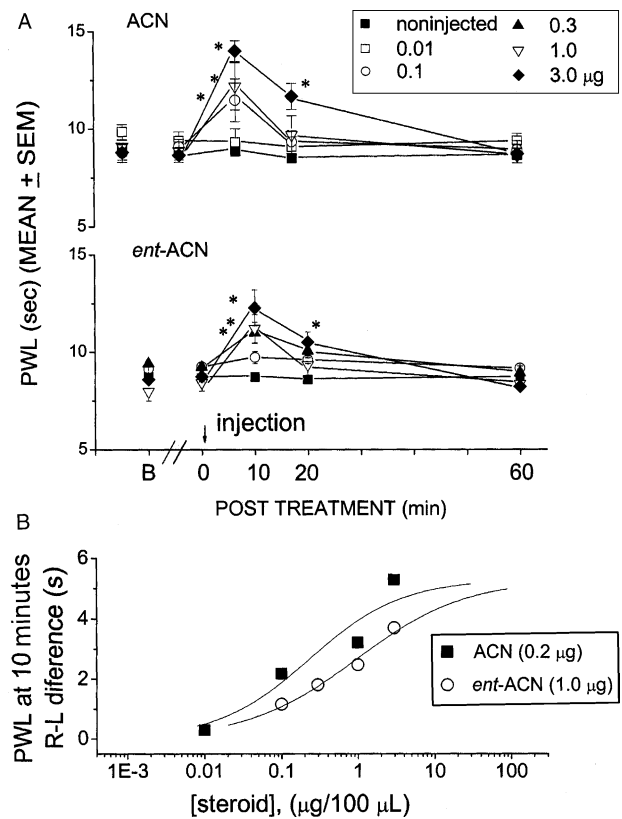 A
ACN
noninjected
0.01
0.1
0.3
1.0
3.0 μg
PWL (sec) (MEAN ± SEM)
15
10
5
*
*
*
*
ent-ACN
15
10
5
*
*
*
*
injection
B
0
10
20
60
POST TREATMENT (min)
B
PWL at 10 minutes
R-L diference (s)
6
4
2
0
ACN (0.2 μg)
ent-ACN (1.0 μg)
1E-3
0.01
0.1
1
10
100
[steroid], (μg/100 μL)